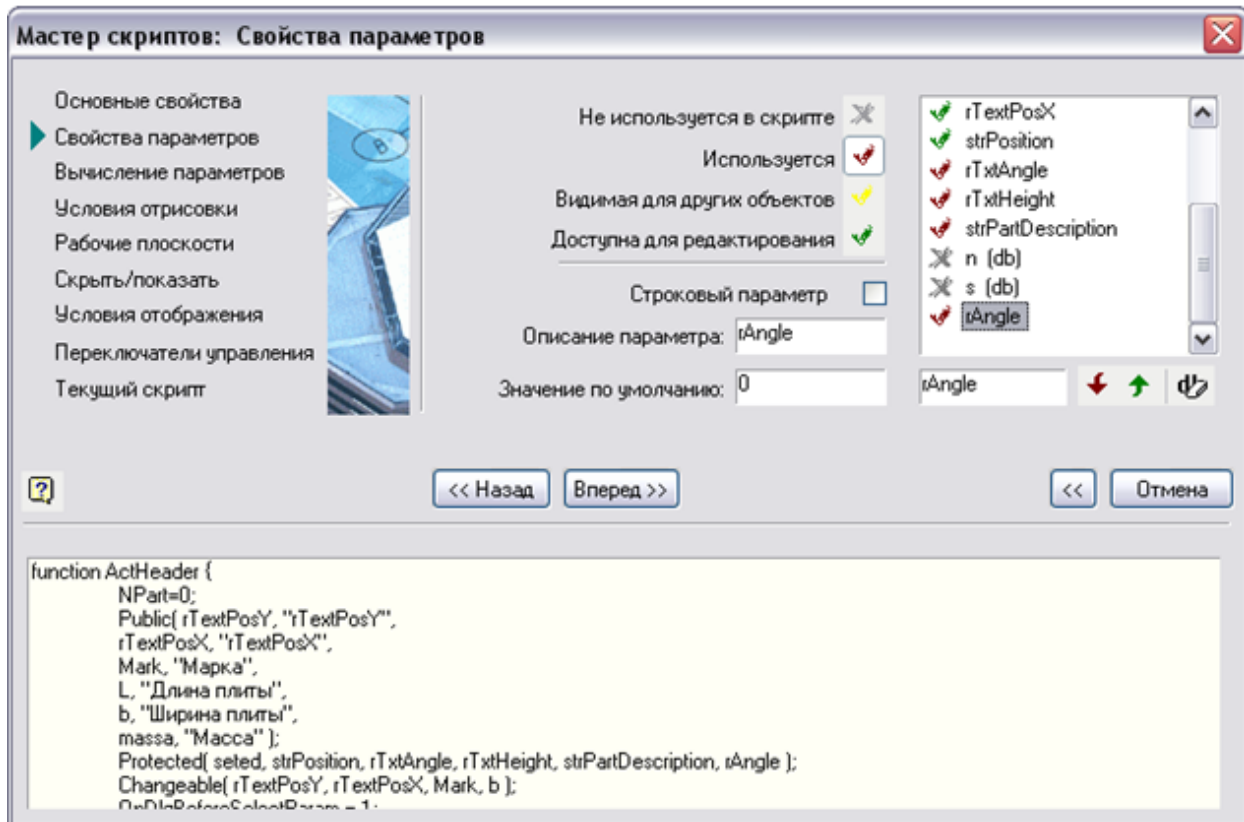 Мастер скриптов: Свойства параметров
Основные свойства
Свойства параметров
Вычисление параметров
Условия отрисовки
Рабочие плоскости
Скрыть/показать
Условия отображения
Переключатели управления
Текущий скрипт
Не используется в скрипте
Используется
Видимая для других объектов
Доступна для редактирования
Строковый параметр
Описание параметра: rAngle
Значение по умолчанию: 0
rTextPosX
strPosition
rTxtAngle
rTxtHeight
strPartDescription
n (db)
s (db)
rAngle
rAngle
<< Назад
Вперед >>
<<
Отмена
function ActHeader {
NPart=0;
Public( rTextPosY, "rTextPosY",
rTextPosX, "rTextPosX",
Mark, "Марка",
L, "Длина плиты",
b, "Ширина плиты",
massa, "Масса" );
Protected( seted, strPosition, rTxtAngle, rTxtHeight, strPartDescription, rAngle );
Changeable( rTextPosY, rTextPosX, Mark, b );
OnDlgBeforeSelectParam = 1;